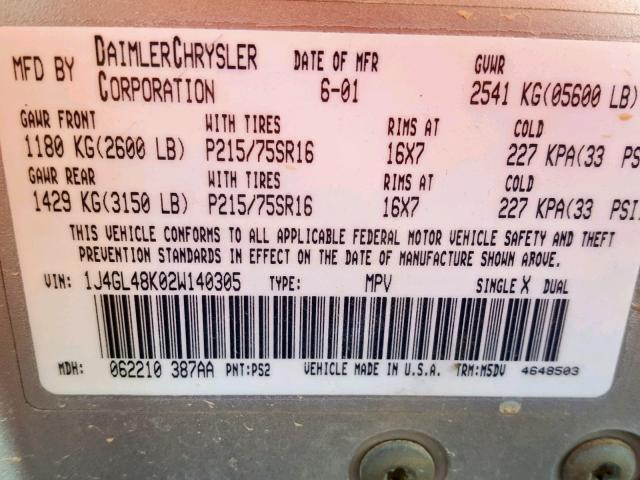 MFD BY DAIMLERCHRYSLER CORPORATION DATE OF MFR 6-01 GVWR 2541 KG(05600 LB)
GAWR FRONT WITH TIRES RIMS AT COLD
1180 KG(2600 LB) P215/75SR16 16X7 227 KPA(33 PS
GAWR REAR WITH TIRES RIMS AT COLD
1429 KG(3150 LB) P215/75SR16 16X7 227 KPA(33 PSI
THIS VEHICLE CONFORMS TO ALL APPLICABLE FEDERAL MOTOR VEHICLE SAFETY AND THEFT
PREVENTION STANDARDS IN EFFECT ON THE DATE OF MANUFACTURE SHOWN ABOVE.
VIN: 1J4GL48K02W140305 TYPE: MPV SINGLE X DUAL
MDH: 062210 387AA PNT:PS2 VEHICLE MADE IN U.S.A. TRM:M5DV 4648503